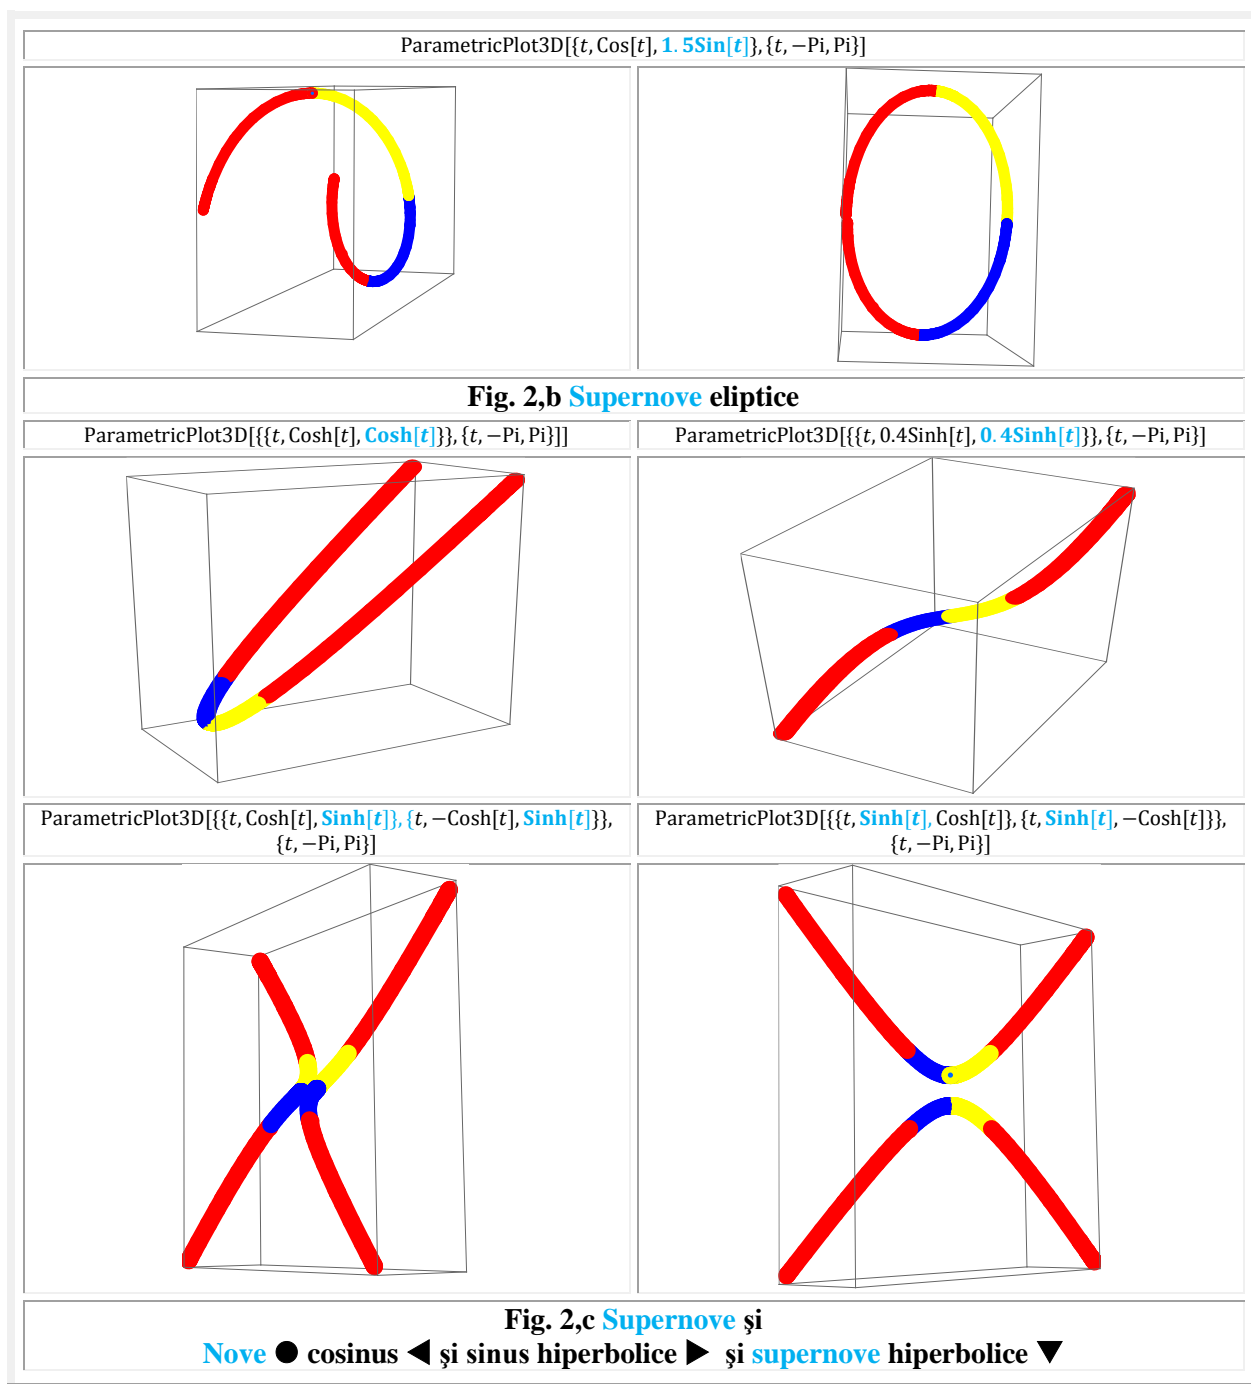 ParametricPlot3D[{t, Cos[t], 1.5Sin[t]}, {t, −Pi, Pi}]
Fig. 2,b Supernove eliptice
ParametricPlot3D[{{t, Cosh[t], Cosh[t]}}, {t, −Pi, Pi}]]
ParametricPlot3D[{{t, 0.4Sinh[t], 0.4Sinh[t]}}, {t, −Pi, Pi}]
ParametricPlot3D[{{t, Cosh[t], Sinh[t]}, {t, −Cosh[t], Sinh[t]}},
{t, −Pi, Pi}]
ParametricPlot3D[{{t, Sinh[t], Cosh[t]}, {t, Sinh[t], −Cosh[t]}},
{t, −Pi, Pi}]
Fig. 2,c Supernove şi
Nove ● cosinus ◀ şi sinus hiperbolice ▶ şi supernove hiperbolice ▼